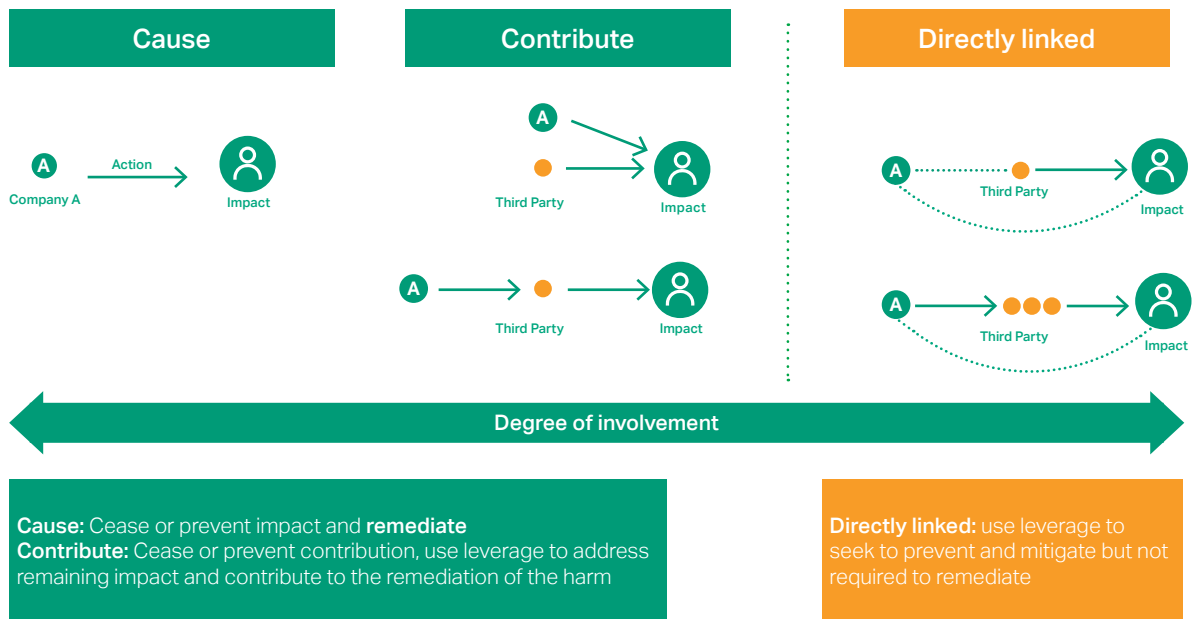 Cause
Contribute
Directly linked
A
Company A
Action
Impact
A
Third Party
Impact
A
Third Party
Impact
A
Third Party
Impact
A
Third Party
Impact
Degree of involvement
Cause: Cease or prevent impact and remediate
Contribute: Cease or prevent contribution, use leverage to address
remaining impact and contribute to the remediation of the harm
Directly linked: use leverage to
seek to prevent and mitigate but not
required to remediate